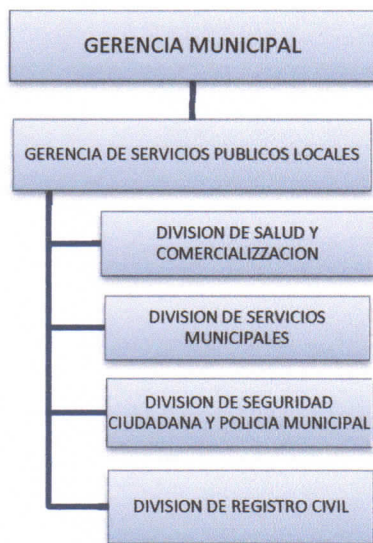 GERENCIA MUNICIPAL
GERENCIA DE SERVICIOS PUBLICOS LOCALES
DIVISION DE SALUD Y
COMERCIALIZZACION
DIVISION DE SERVICIOS
MUNICIPALES
DIVISION DE SEGURIDAD
CIUDADANA Y POLICIA MUNICIPAL
DIVISION DE REGISTRO CIVIL